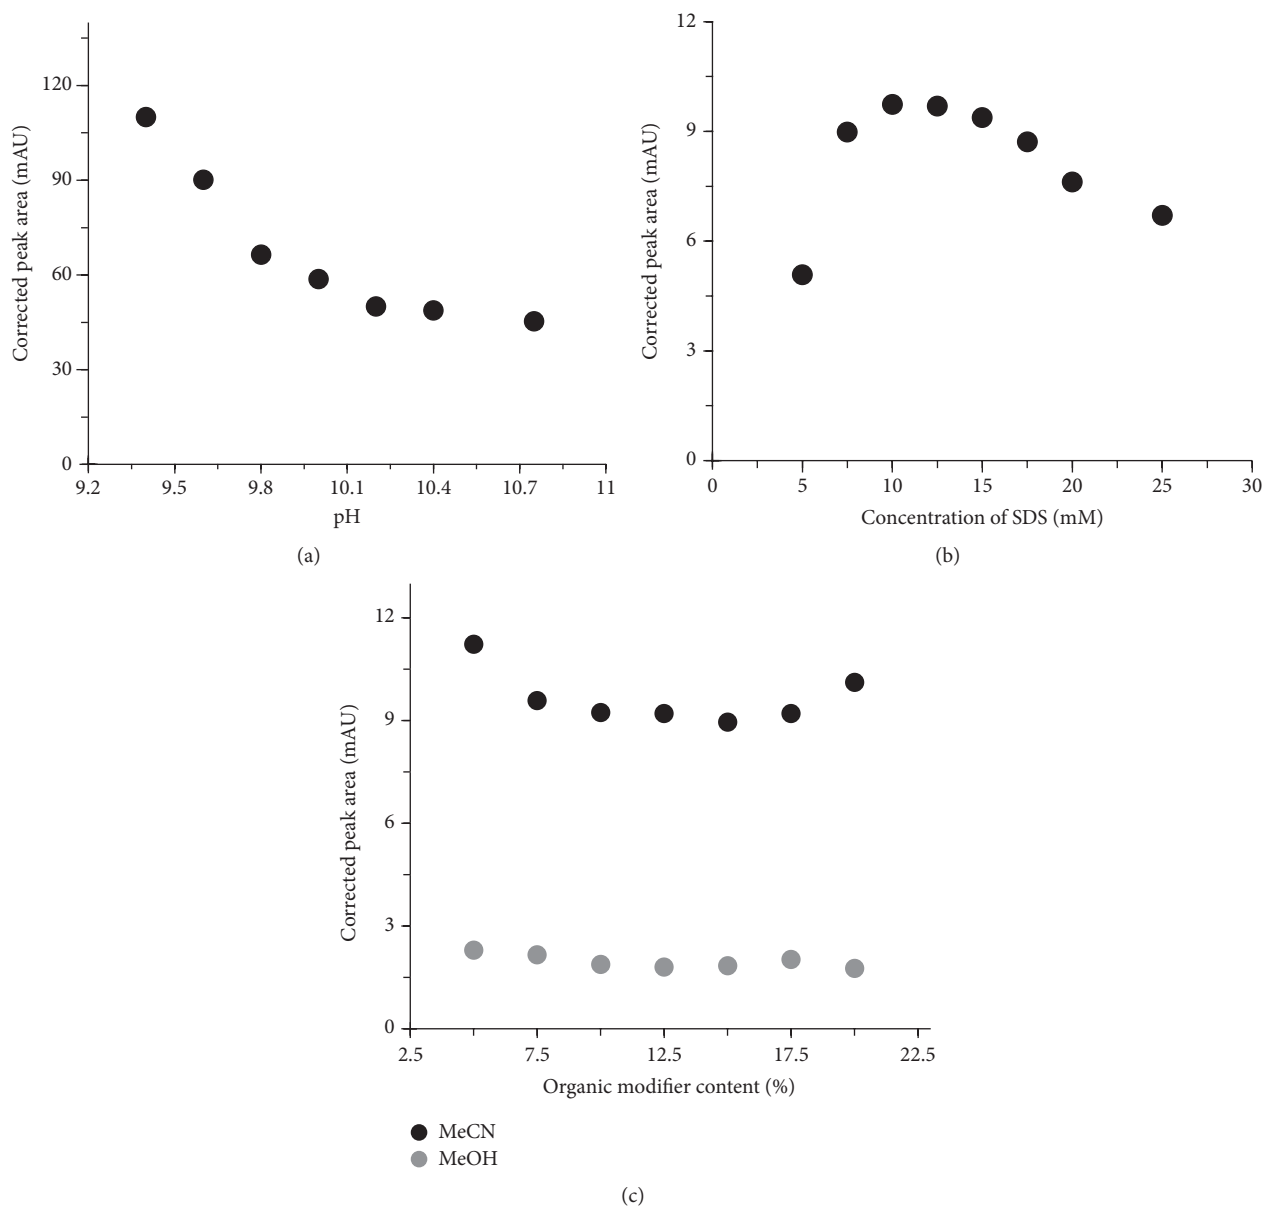 120
90
60
30
0
9.2 9.5 9.8 10.1 10.4 10.7 11
Corrected peak area (mAU)
pH
(a)
12
9
6
3
0
0 5 10 15 20 25 30
Corrected peak area (mAU)
Concentration of SDS (mM)
(b)
12
9
6
3
0
2.5 7.5 12.5 17.5 22.5
Corrected peak area (mAU)
Organic modifier content (%)
MeCN
MeOH
(c)